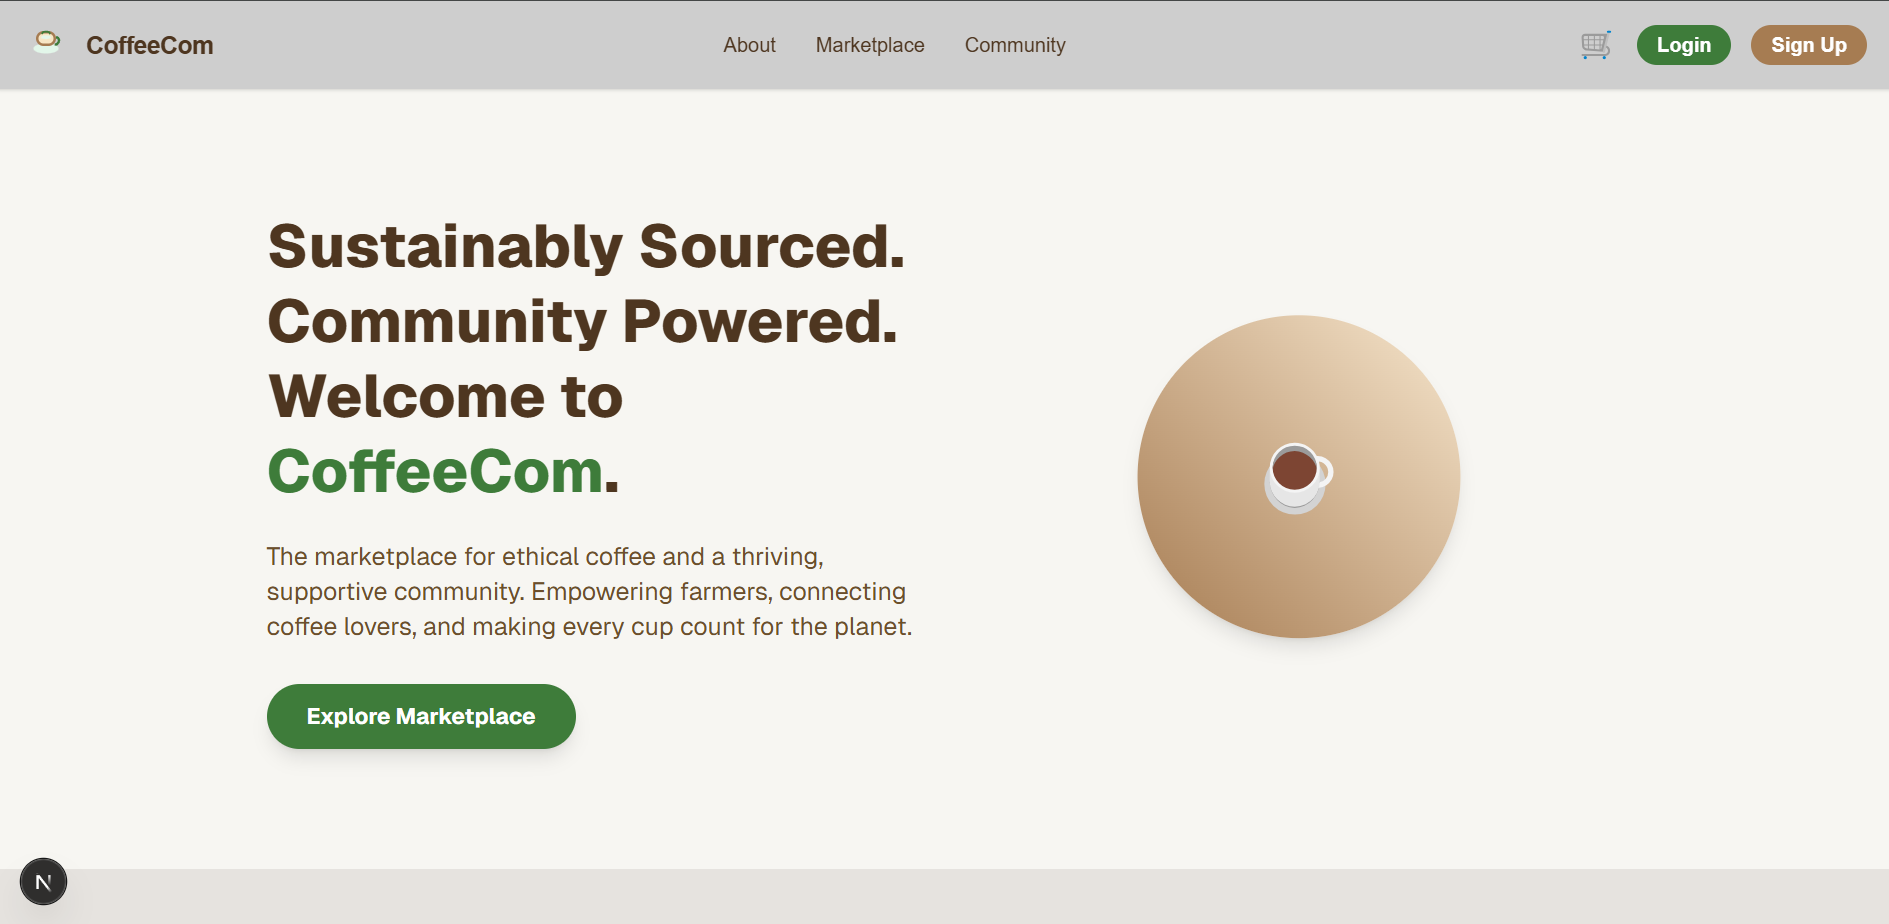 CoffeeCom
About
Marketplace
Community
Login
Sign Up
Sustainably Sourced.
Community Powered.
Welcome to
CoffeeCom.
The marketplace for ethical coffee and a thriving,
supportive community. Empowering farmers, connecting
coffee lovers, and making every cup count for the planet.
Explore Marketplace
N